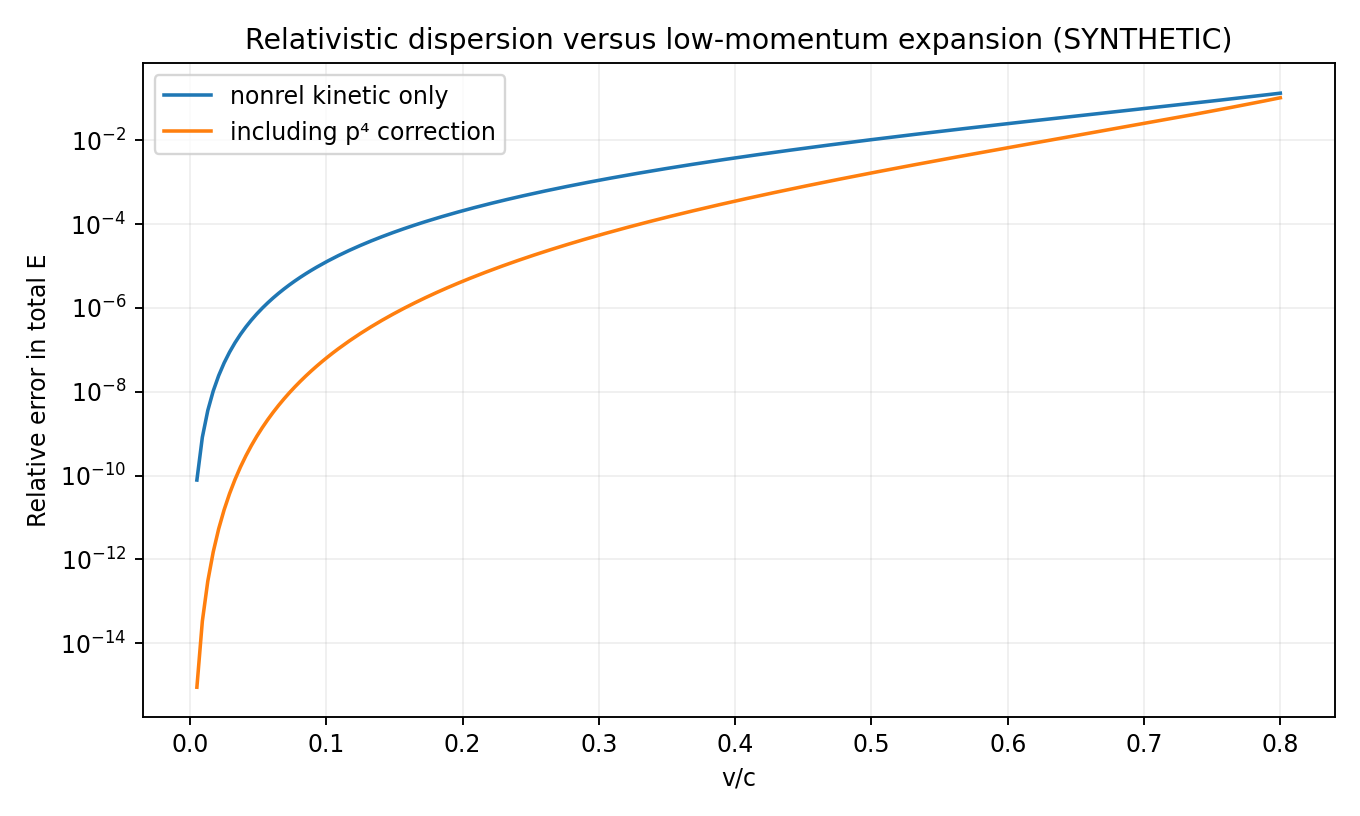 Relativistic dispersion versus low-momentum expansion (SYNTHETIC)
nonrel kinetic only
including p⁴ correction
Relative error in total E
10⁻²
10⁻⁴
10⁻⁶
10⁻⁸
10⁻¹⁰
10⁻¹²
10⁻¹⁴
0.0 0.1 0.2 0.3 0.4 0.5 0.6 0.7 0.8
v/c